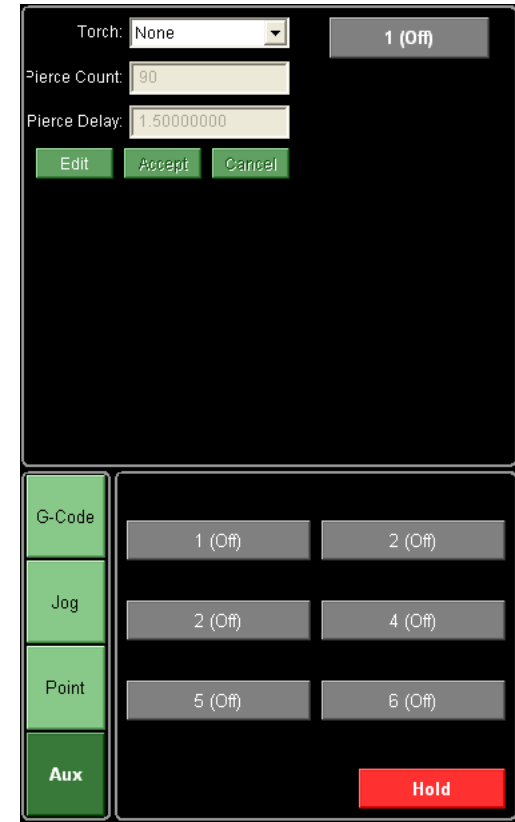 Torch: None 1 (Off)
Pierce Count: 90
Pierce Delay: 1.50000000
Edit Accept Cancel
G-Code
1 (Off) 2 (Off)
Jog
2 (Off) 4 (Off)
Point
5 (Off) 6 (Off)
Aux
Hold